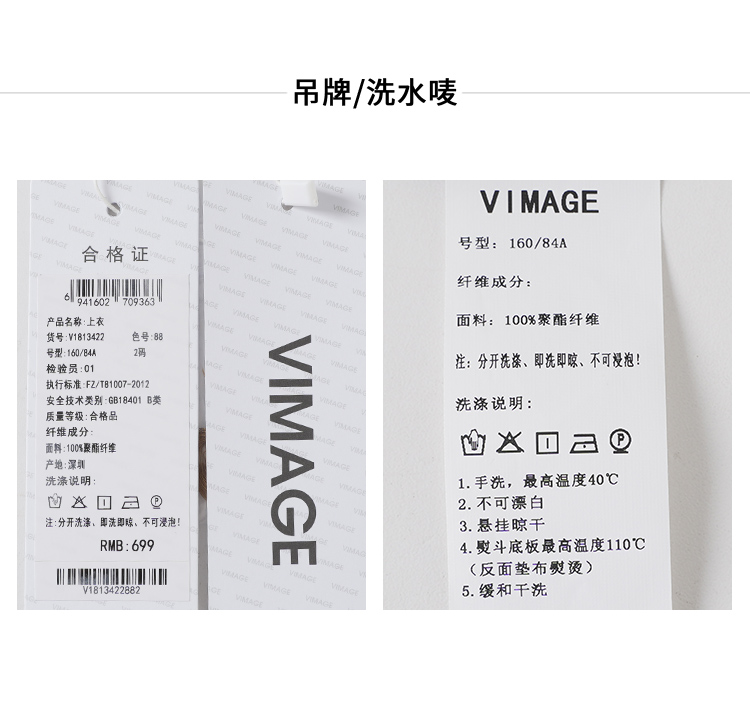 吊牌/洗水唛
合格证
6 941602 709363
产品名称:上衣
货号:V1813422 色号:88
号型:160/84A 2码
检验员:01
执行标准:FZ/T81007-2012
安全技术类别:GB18401 B类
质量等级:合格品
纤维成分:
面料:100%聚酯纤维
产地:深圳
洗涤说明:
注:分开洗涤、即洗即晾、不可浸泡!
RMB:699
V1813422882
VIMAGE
VIMAGE
号型: 160/84A
纤维成分:
面料: 100%聚酯纤维
注: 分开洗涤、即洗即晾、不可浸泡!
洗涤说明:
1.手洗,最高温度40℃
2.不可漂白
3.悬挂晾干
4.熨斗底板最高温度110℃
(反面垫布熨烫)
5.缓和干洗